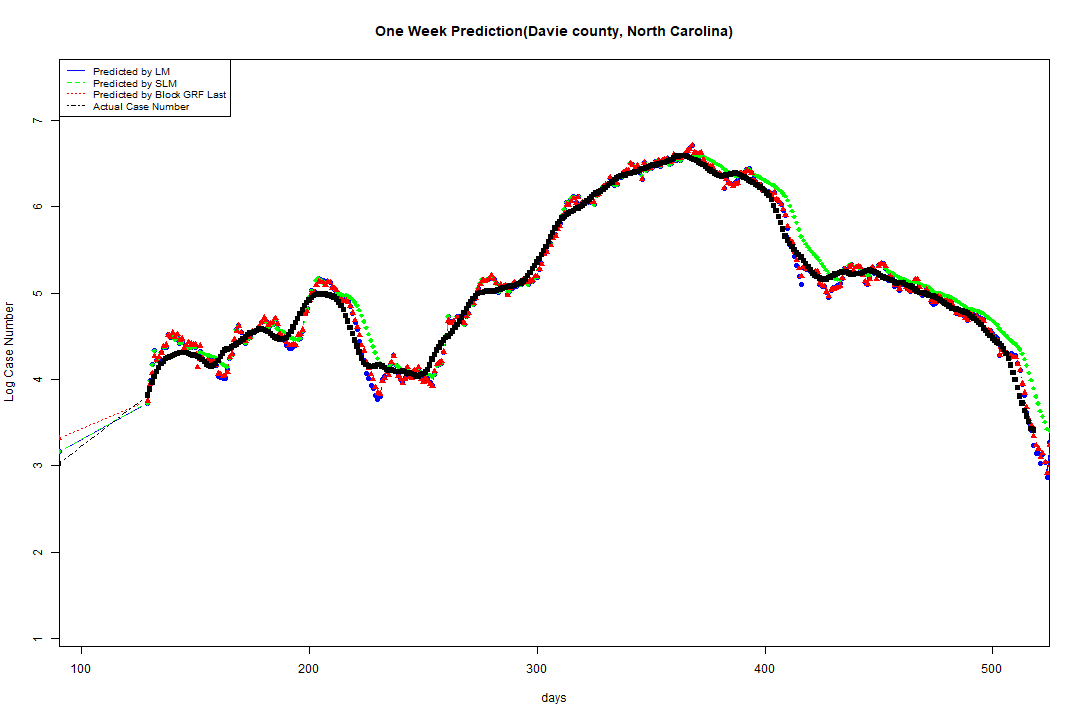 One Week Prediction(Davie county, North Carolina)
Predicted by LM
Predicted by SLM
Predicted by Block GRF Last
Actual Case Number
7
6
5
4
3
2
1
Log Case Number
100 200 300 400 500
days